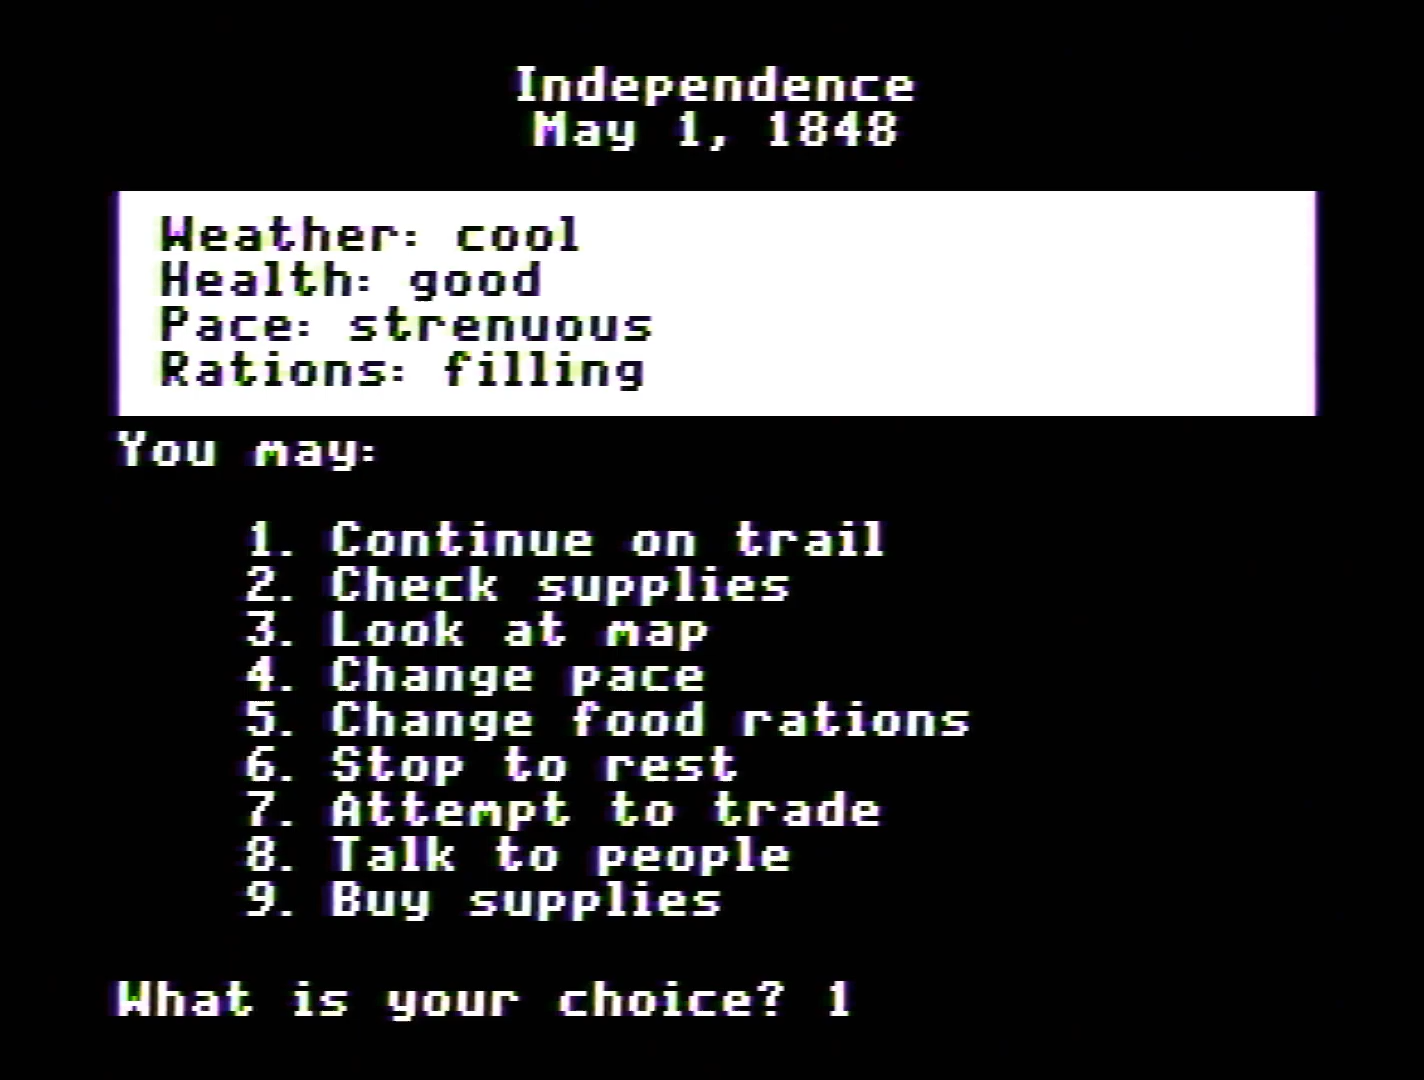 Independence
May 1, 1848
Weather: cool
Health: good
Pace: strenuous
Rations: filling
You may:
1. Continue on trail
2. Check supplies
3. Look at map
4. Change pace
5. Change food rations
6. Stop to rest
7. Attempt to trade
8. Talk to people
9. Buy supplies
What is your choice? 1